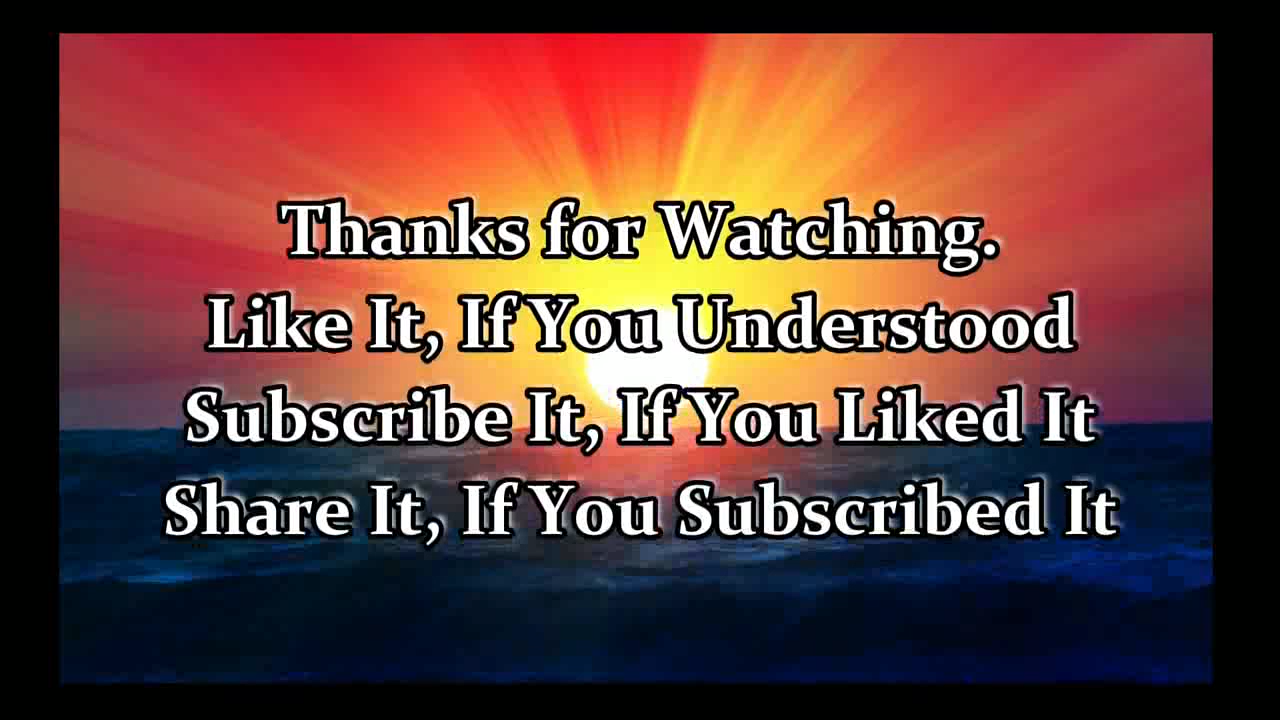 Thanks for Watching.
Like It, If You Understood
Subscribe It, If You Liked It
Share It, If You Subscribed It